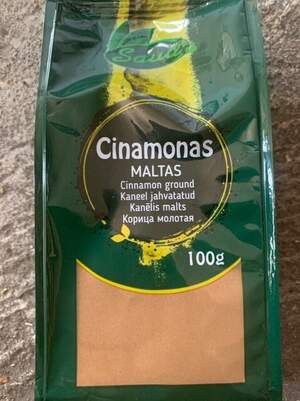 Cinamonas
MALTAS
Cinnamon ground
Kaneel jahvatatud
Kanēlis malts
Корица молотая
100g